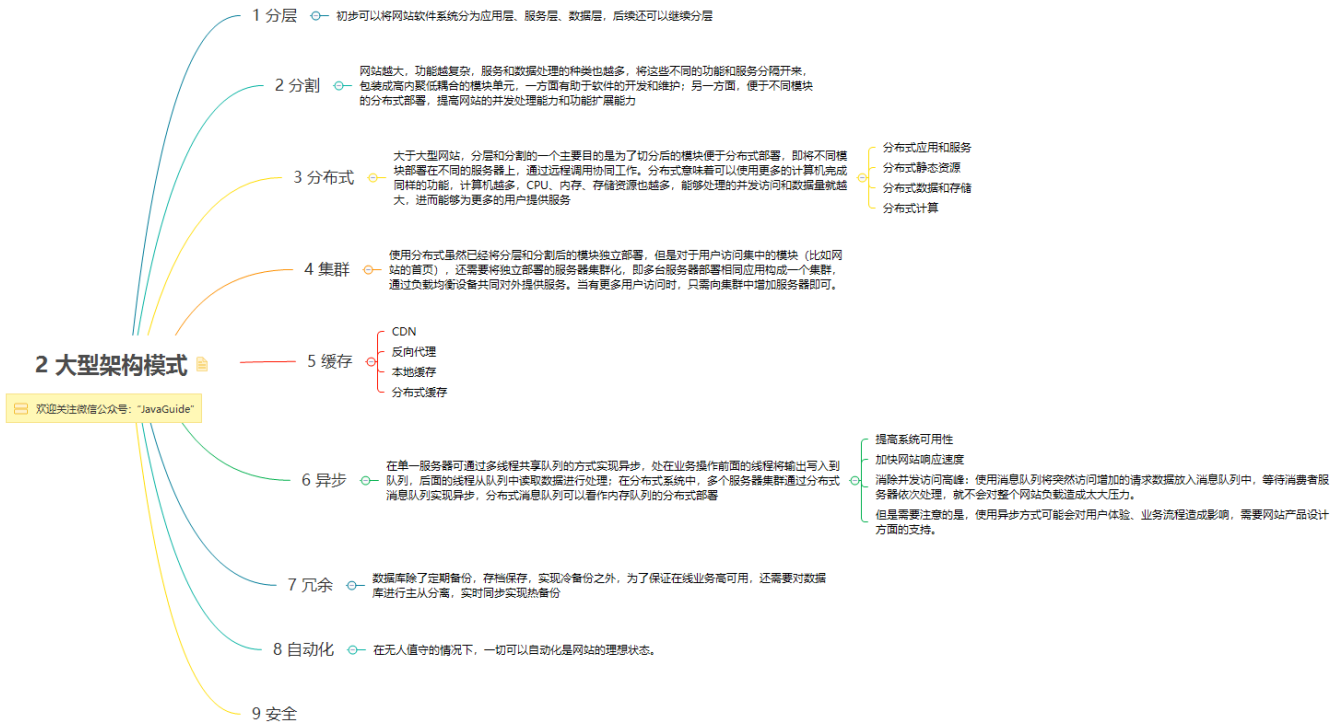 2 大型架构模式
欢迎关注微信公众号："JavaGuide"
1 分层
初步可以将网站软件系统分为应用层、服务层、数据层，后续还可以继续分层
2 分割
网站越大，功能越复杂，服务和数据处理的种类也越多，将这些不同的功能和服务分隔开来，
包装成高内聚低耦合的模块单元，一方面有助于软件的开发和维护；另一方面，便于不同模块
的分布式部署，提高网站的并发处理能力和功能扩展能力
3 分布式
大于大型网站，分层和分割的一个主要目的是为了切分后的模块便于分布式部署，即将不同模
块部署在不同的服务器上，通过远程调用协同工作。分布式意味着可以使用更多的计算机完成
同样的功能，计算机越多，CPU、内存、存储资源也越多，能够处理的并发访问和数据量就越
大，进而能够为更多的用户提供服务
分布式应用和服务
分布式静态资源
分布式数据和存储
分布式计算
4 集群
使用分布式虽然已经将分层和分割后的模块独立部署，但是对于用户访问集中的模块（比如网
站的首页），还需要将独立部署的服务器集群化，即多台服务器部署相同应用构成一个集群，
通过负载均衡设备共同对外提供服务。当有更多用户访问时，只需向集群中增加服务器即可。
5 缓存
CDN
反向代理
本地缓存
分布式缓存
6 异步
在单一服务器可通过多线程共享队列的方式实现异步，处在业务操作前面的线程将输出写入到
队列，后面的线程从队列中读取数据进行处理；在分布式系统中，多个服务器集群通过分布式
消息队列实现异步，分布式消息队列可以看作内存队列的分布式部署
提高系统可用性
加快网站响应速度
消除并发访问高峰：使用消息队列将突然访问增加的请求数据放入消息队列中，等待消费者服
务器依次处理，就不会对整个网站负载造成太大压力。
但是需要注意的是，使用异步方式可能会对用户体验、业务流程造成影响，需要网站产品设计
方面的支持。
7 冗余
数据库除了定期备份，存档保存，实现冷备份之外，为了保证在线业务高可用，还需要对数据
库进行主从分离，实时同步实现热备份
8 自动化
在无人值守的情况下，一切可以自动化是网站的理想状态。
9 安全